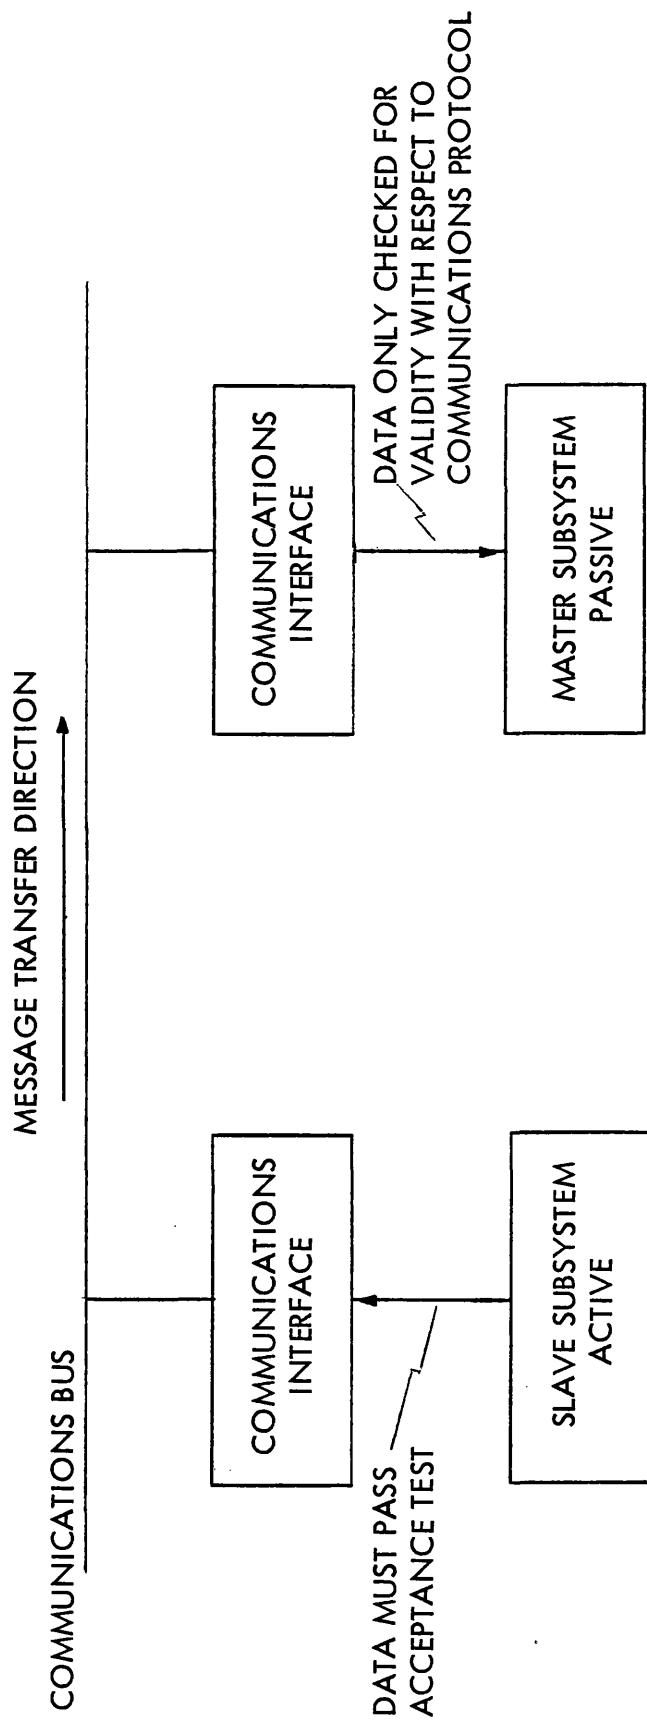 MESSAGE TRANSFER DIRECTION
COMMUNICATIONS BUS
COMMUNICATIONS
INTERFACE
COMMUNICATIONS
INTERFACE
DATA MUST PASS
ACCEPTANCE TEST
DATA ONLY CHECKED FOR
VALIDITY WITH RESPECT TO
COMMUNICATIONS PROTOCOL
SLAVE SUBSYSTEM
ACTIVE
MASTER SUBSYSTEM
PASSIVE